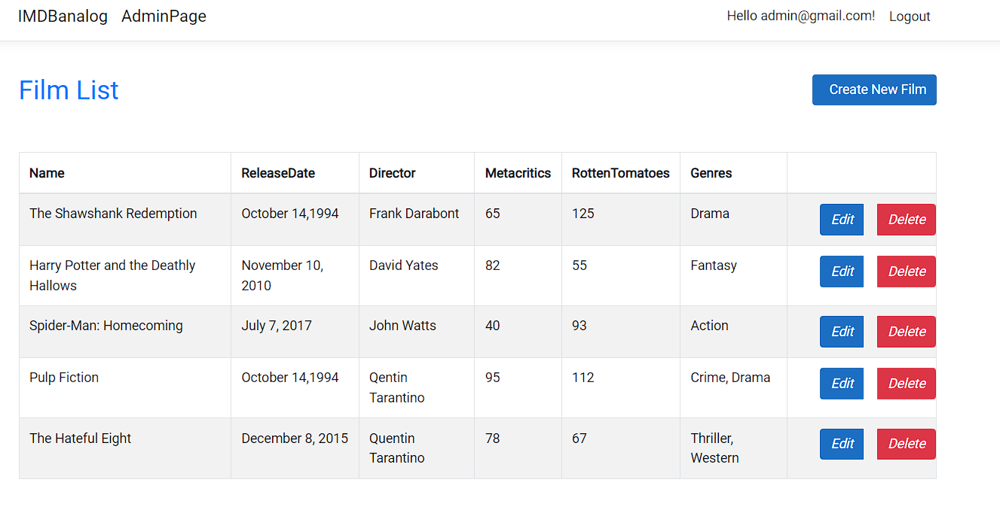 IMDBanalog AdminPage Hello admin@gmail.com! Logout
Film List Create New Film
Name ReleaseDate Director Metacritics RottenTomatoes Genres
The Shawshank Redemption October 14,1994 Frank Darabont 65 125 Drama Edit Delete
Harry Potter and the Deathly November 10, David Yates 82 55 Fantasy Edit Delete
Hallows 2010
Spider-Man: Homecoming July 7, 2017 John Watts 40 93 Action Edit Delete
Pulp Fiction October 14,1994 Qentin 95 112 Crime, Drama Edit Delete
Tarantino
The Hateful Eight December 8, 2015 Quentin 78 67 Thriller, Edit Delete
Tarantino Western